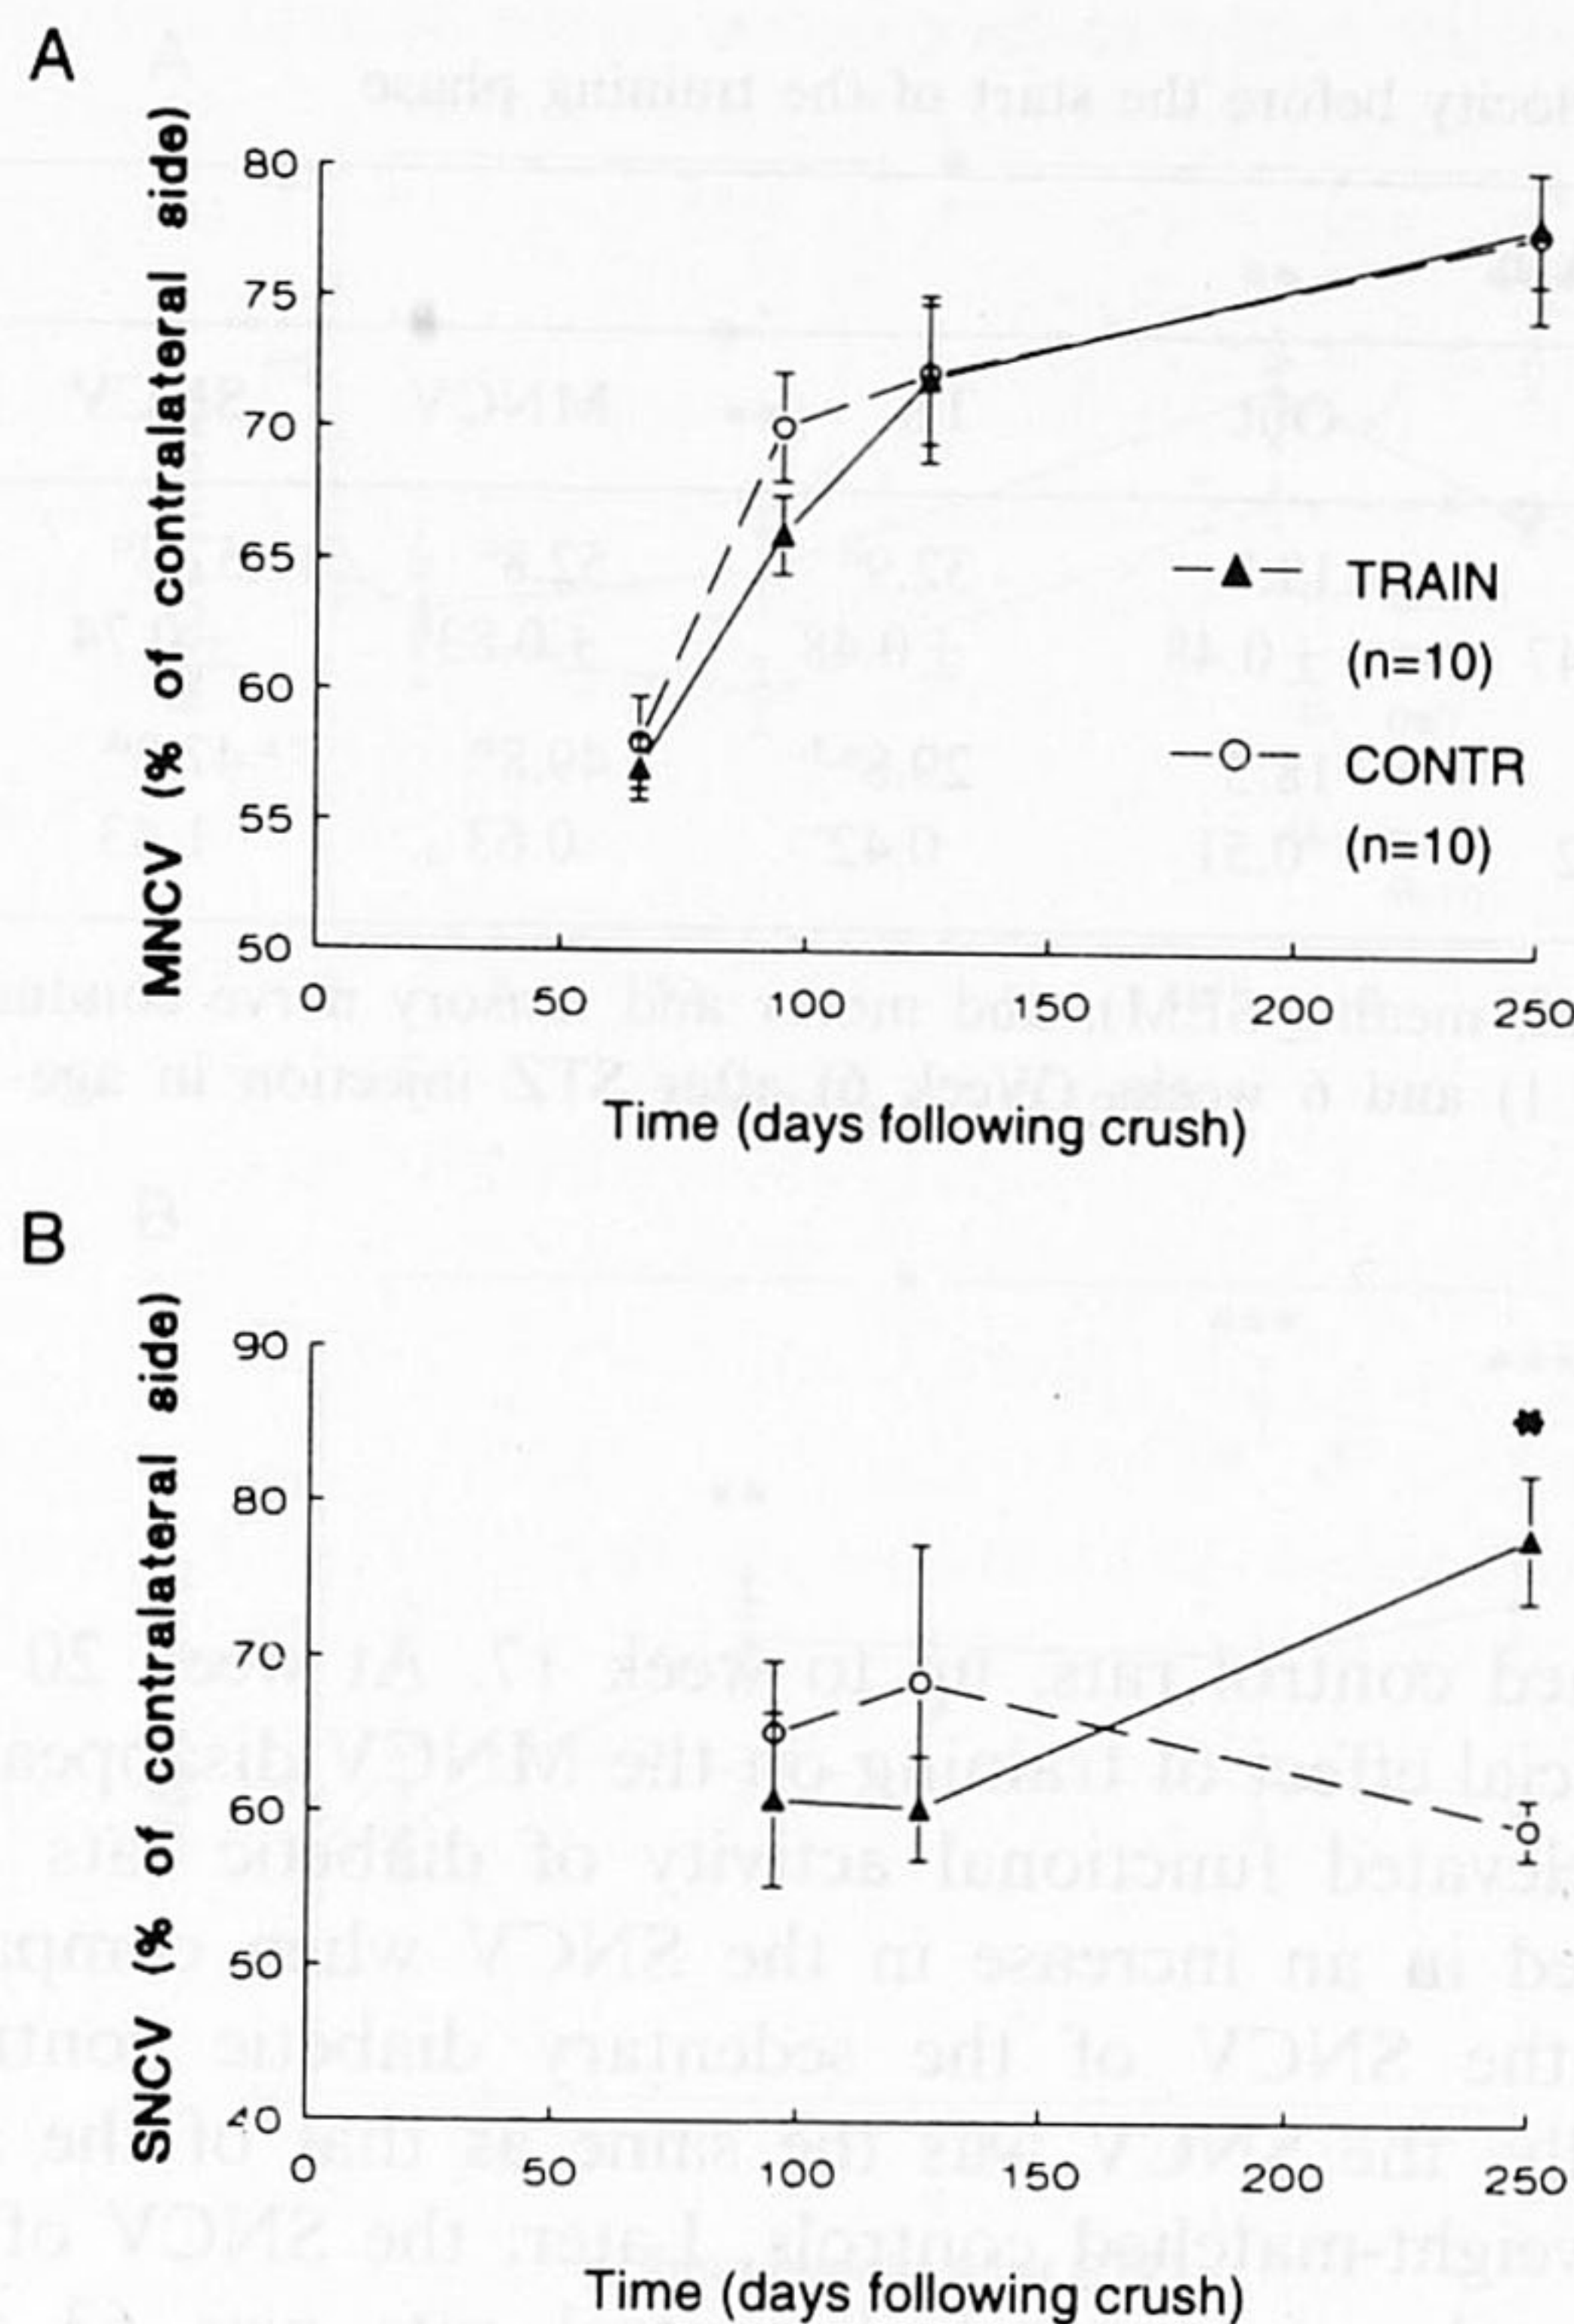 A
MNCV (% of contralateral side)
80
75
70
65
60
55
50
0 50 100 150 200 250
Time (days following crush)
TRAIN
(n=10)
CONTR
(n=10)
B
SNCV (% of contralateral side)
90
80
70
60
50
40
0 50 100 150 200 250
Time (days following crush)